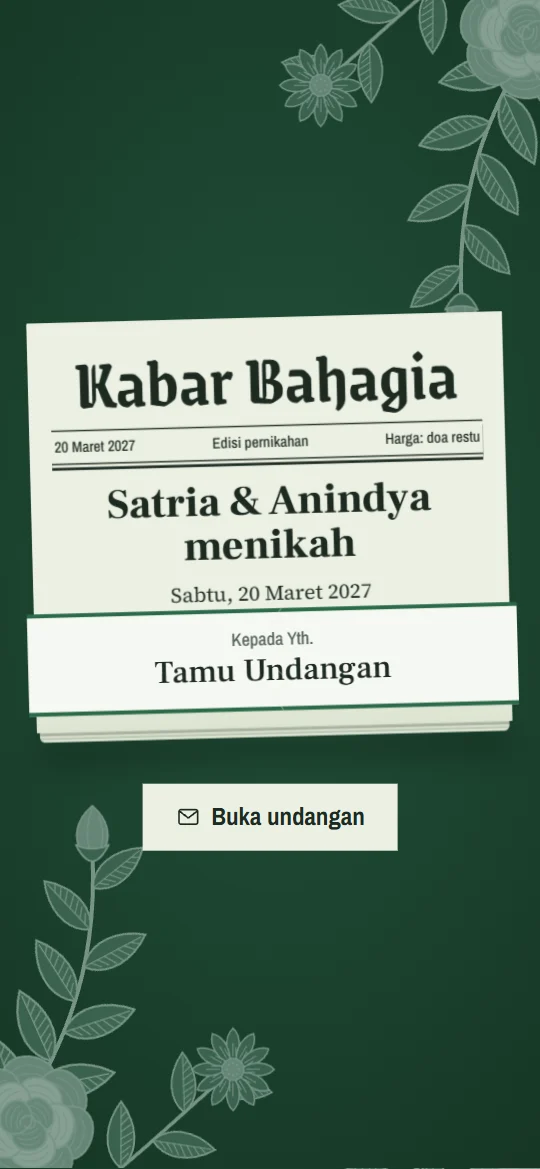 Kabar Bahagia
20 Maret 2027 Edisi pernikahan Harga: doa restu
Satria & Anindya
menikah
Sabtu, 20 Maret 2027
Kepada Yth.
Tamu Undangan
Buka undangan